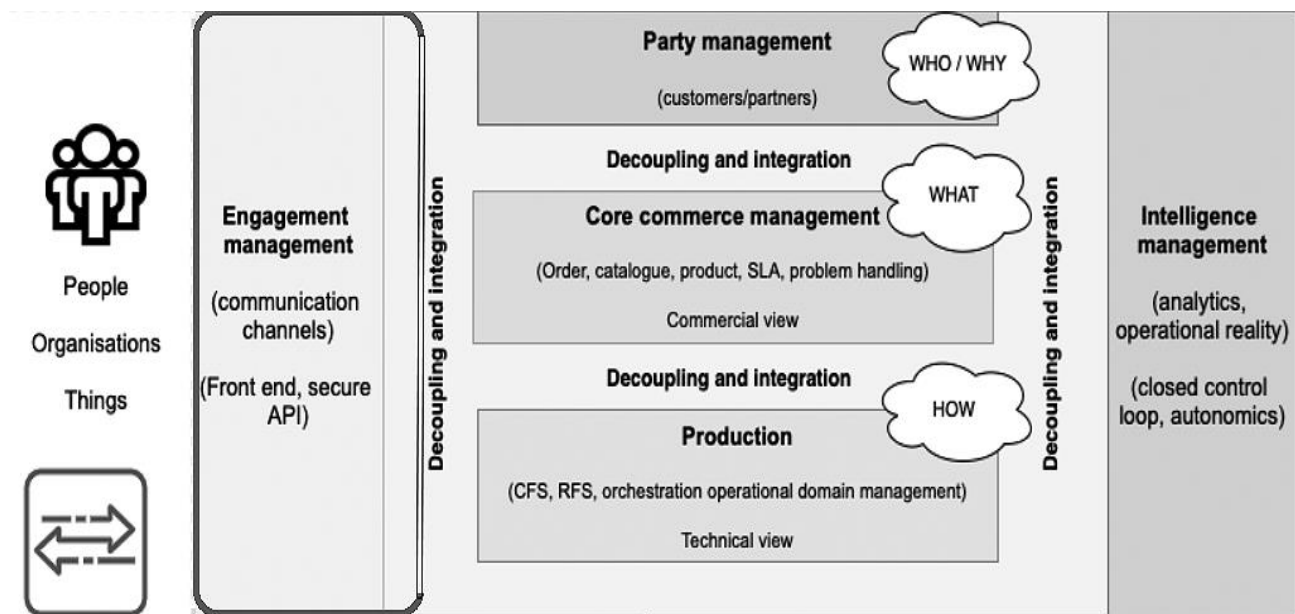 People
Organisations
Things
Engagement
management
(communication
channels)
(Front end, secure
API)
Decoupling and integration
Party management
(customers/partners)
WHO / WHY
Decoupling and integration
Core commerce management
WHAT
(Order, catalogue, product, SLA, problem handling)
Commercial view
Decoupling and integration
Production
HOW
(CFS, RFS, orchestration operational domain management)
Technical view
Decoupling and integration
Intelligence
management
(analytics,
operational reality)
(closed control
loop, autonomics)